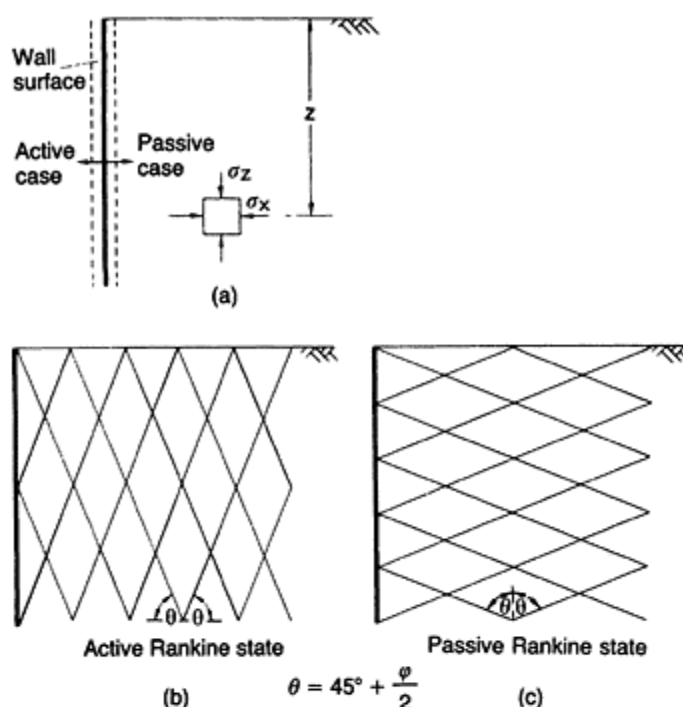 Wall
surface
z
Active
case
Passive
case
σz
σx
(a)
θ θ
θ θ
Active Rankine state
Passive Rankine state
(b)
θ = 45° + φ/2
(c)